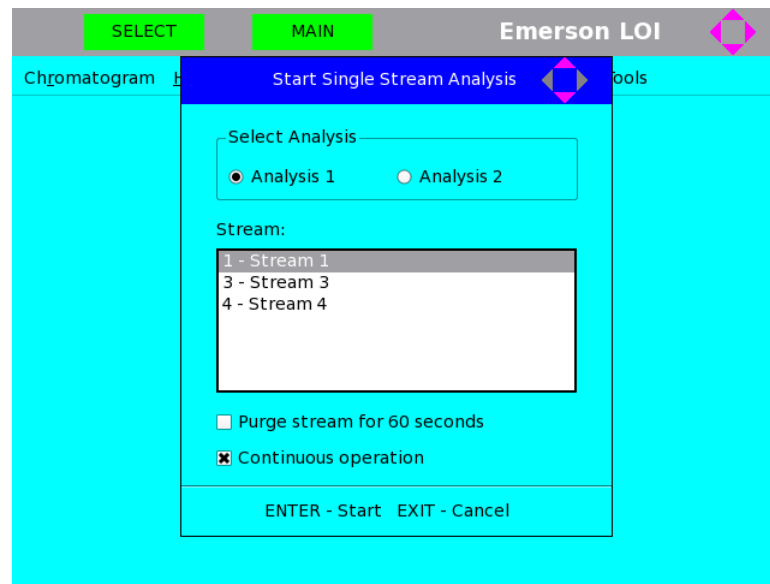 SELECT MAIN Emerson LOI
Chromatogram Start Single Stream Analysis
Select Analysis
Analysis 1 Analysis 2
Stream:
1 - Stream 1
3 - Stream 3
4 - Stream 4
Purge stream for 60 seconds
Continuous operation
ENTER - Start EXIT - Cancel